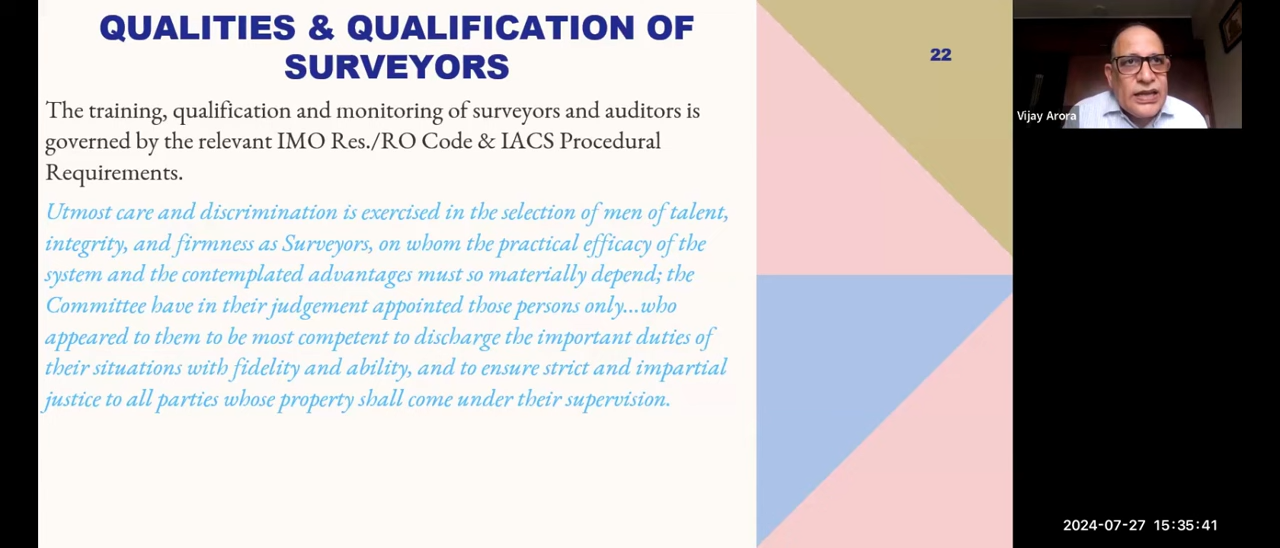 QUALITIES & QUALIFICATION OF
SURVEYORS
22
The training, qualification and monitoring of surveyors and auditors is
governed by the relevant IMO Res./RO Code & IACS Procedural
Requirements.
Utmost care and discrimination is exercised in the selection of men of talent,
integrity, and firmness as Surveyors, on whom the practical efficacy of the
system and the contemplated advantages must so materially depend; the
Committee have in their judgement appointed those persons only...who
appeared to them to be most competent to discharge the important duties of
their situations with fidelity and ability, and to ensure strict and impartial
justice to all parties whose property shall come under their supervision.
Vijay Arora
2024-07-27 15:35:41